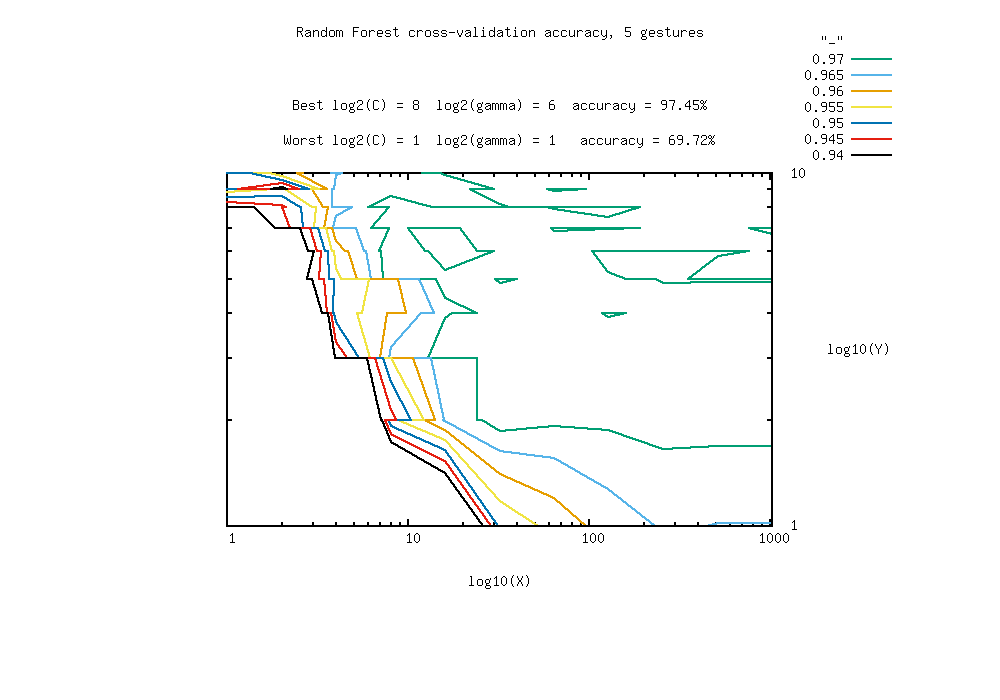 Random Forest cross-validation accuracy, 5 gestures
"_"
0.97
0.965
0.96
0.955
0.95
0.945
0.94
Best log2(C) = 8 log2(gamma) = 6 accuracy = 97.45%
Worst log2(C) = 1 log2(gamma) = 1 accuracy = 69.72%
10
log10(Y)
1
1 10 100 1000
log10(X)